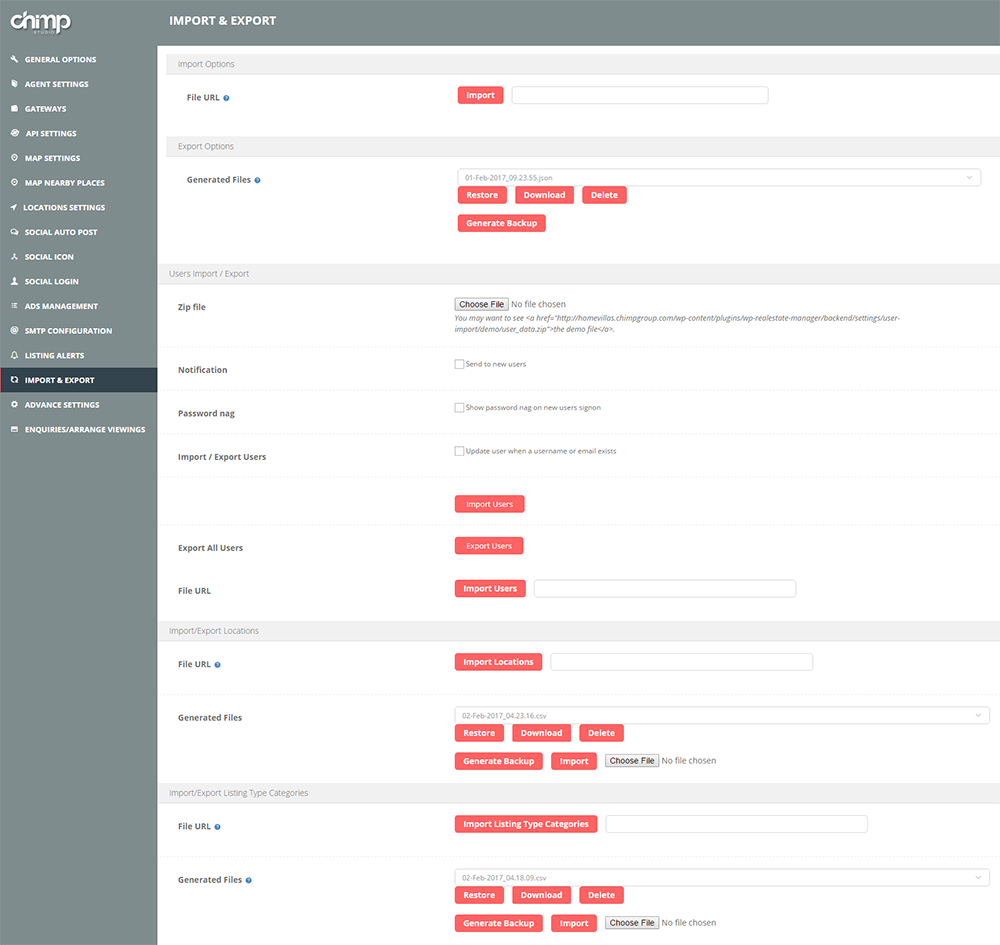 chimp
STUDIO
IMPORT & EXPORT
GENERAL OPTIONS
AGENT SETTINGS
GATEWAYS
API SETTINGS
MAP SETTINGS
MAP NEARBY PLACES
LOCATIONS SETTINGS
SOCIAL AUTO POST
SOCIAL ICON
SOCIAL LOGIN
ADS MANAGEMENT
SMTP CONFIGURATION
LISTING ALERTS
IMPORT & EXPORT
ADVANCE SETTINGS
ENQUIRIES/ARRANGE VIEWINGS
Import Options
File URL ? Import
Export Options
Generated Files ? 01-Feb-2017_09.23.55.json
Restore Download Delete
Generate Backup
Users Import / Export
Zip file Choose File No file chosen
You may want to see <a href="http://homevillas.chimpgroup.com/wp-content/plugins/wp-realestate-manager/backend/settings/user-
import/demo/user_data.zip">the demo file</a>.
Notification Send to new users
Password nag Show password nag on new users signon
Import / Export Users Update user when a username or email exists
Import Users
Export All Users Export Users
File URL Import Users
Import/Export Locations
File URL ? Import Locations
Generated Files 02-Feb-2017_04.23.16.csv
Restore Download Delete
Generate Backup Import Choose File No file chosen
Import/Export Listing Type Categories
File URL ? Import Listing Type Categories
Generated Files ? 02-Feb-2017_04.18.09.csv
Restore Download Delete
Generate Backup Import Choose File No file chosen